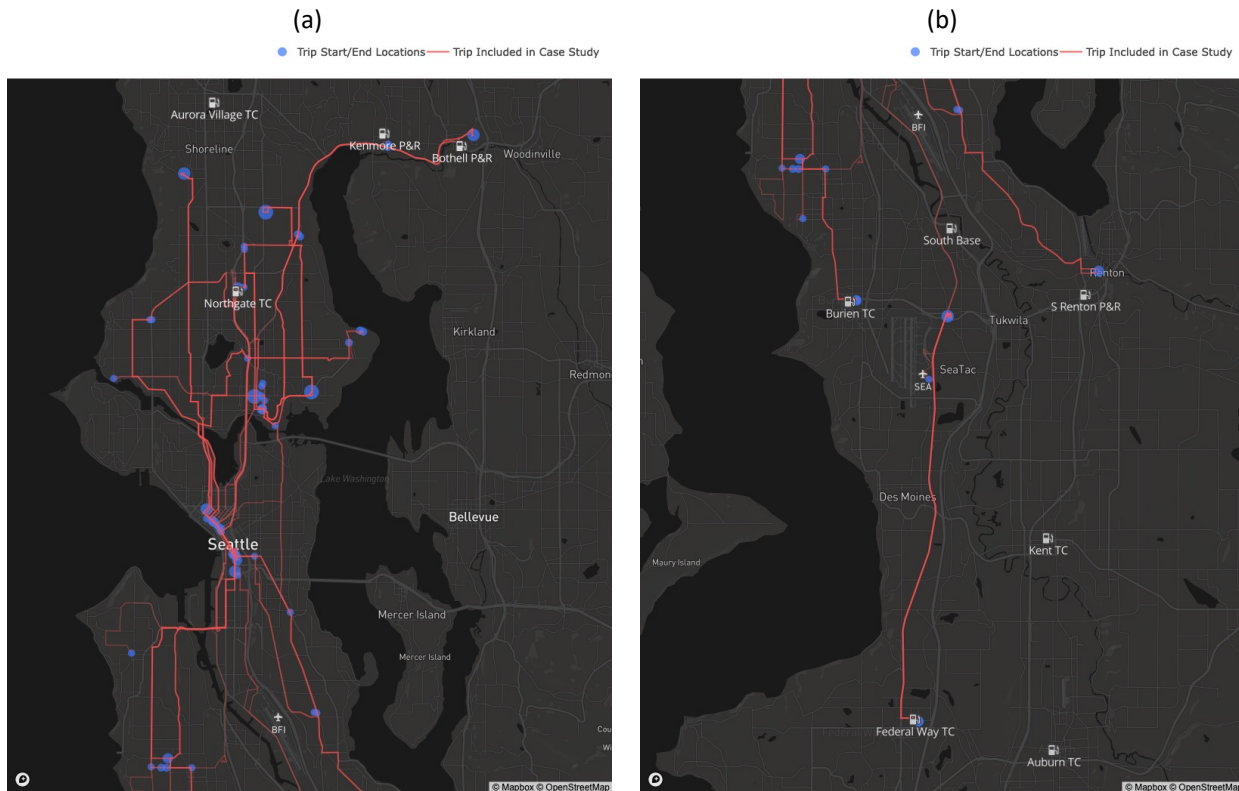 (a)
Trip Start/End Locations Trip Included in Case Study
Aurora Village TC
Shoreline
Kenmore P&R
Bothell P&R
Woodinville
Northgate TC
Kirkland
Redmond
Lake Washington
Bellevue
Seattle
Mercer Island
Mercer Island
BFI
Cou
Wi
© Mapbox © OpenStreetMap
(b)
Trip Start/End Locations Trip Included in Case Study
BFI
South Base
Renton
S Renton P&R
Burien TC
Tukwila
SeaTac
SEA
Des Moines
Kent TC
Maury Island
Federal Way TC
Auburn TC
© Mapbox © OpenStreetMap